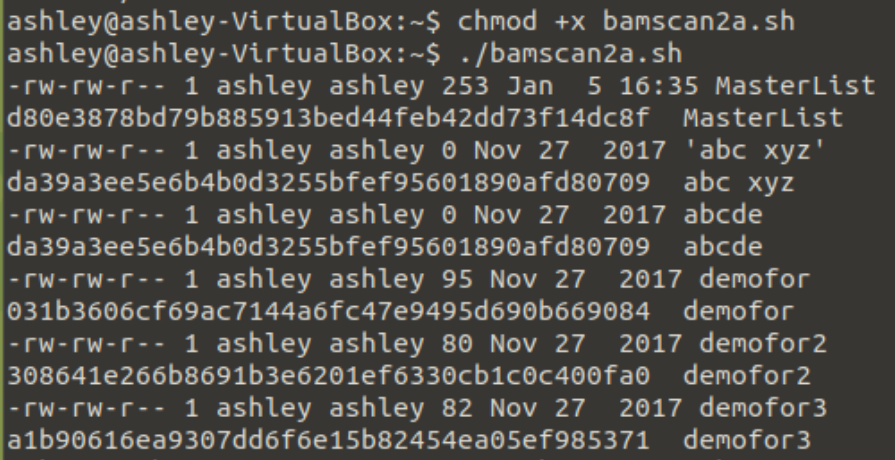 ashley@ashley-VirtualBox:~$ chmod +x bamscan2a.sh
ashley@ashley-VirtualBox:~$ ./bamscan2a.sh
-rw-rw-r-- 1 ashley ashley 253 Jan  5 16:35 MasterList
d80e3878bd79b885913bed44feb42dd73f14dc8f  MasterList
-rw-rw-r-- 1 ashley ashley 0 Nov 27  2017 'abc xyz'
da39a3ee5e6b4b0d3255bfef95601890afd80709  abc xyz
-rw-rw-r-- 1 ashley ashley 0 Nov 27  2017 abcde
da39a3ee5e6b4b0d3255bfef95601890afd80709  abcde
-rw-rw-r-- 1 ashley ashley 95 Nov 27  2017 demofor
031b3606cf69ac7144a6fc47e9495d690b669084  demofor
-rw-rw-r-- 1 ashley ashley 80 Nov 27  2017 demofor2
308641e266b8691b3e6201ef6330cb1c0c400fa0  demofor2
-rw-rw-r-- 1 ashley ashley 82 Nov 27  2017 demofor3
a1b90616ea9307dd6f6e15b82454ea05ef985371  demofor3